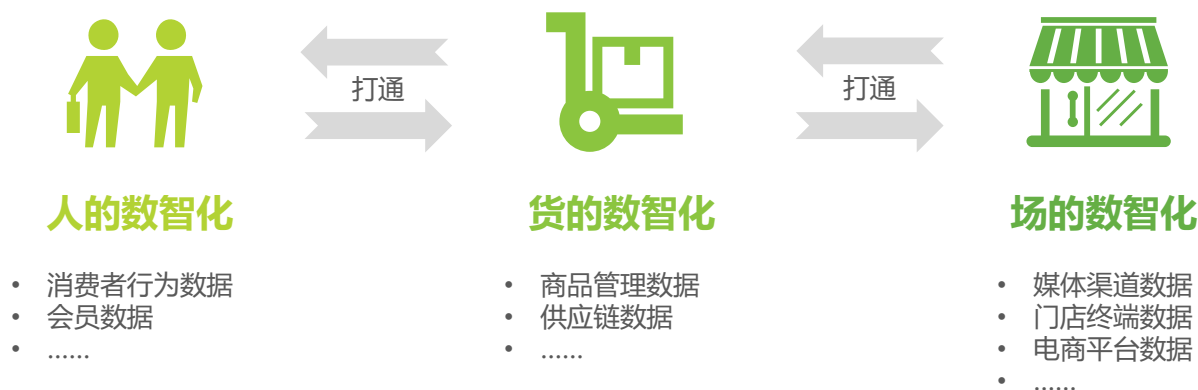 打通
打通
人的数智化
货的数智化
场的数智化
• 消费者行为数据
• 会员数据
• ......
• 商品管理数据
• 供应链数据
• ......
• 媒体渠道数据
• 门店终端数据
• 电商平台数据
• ......